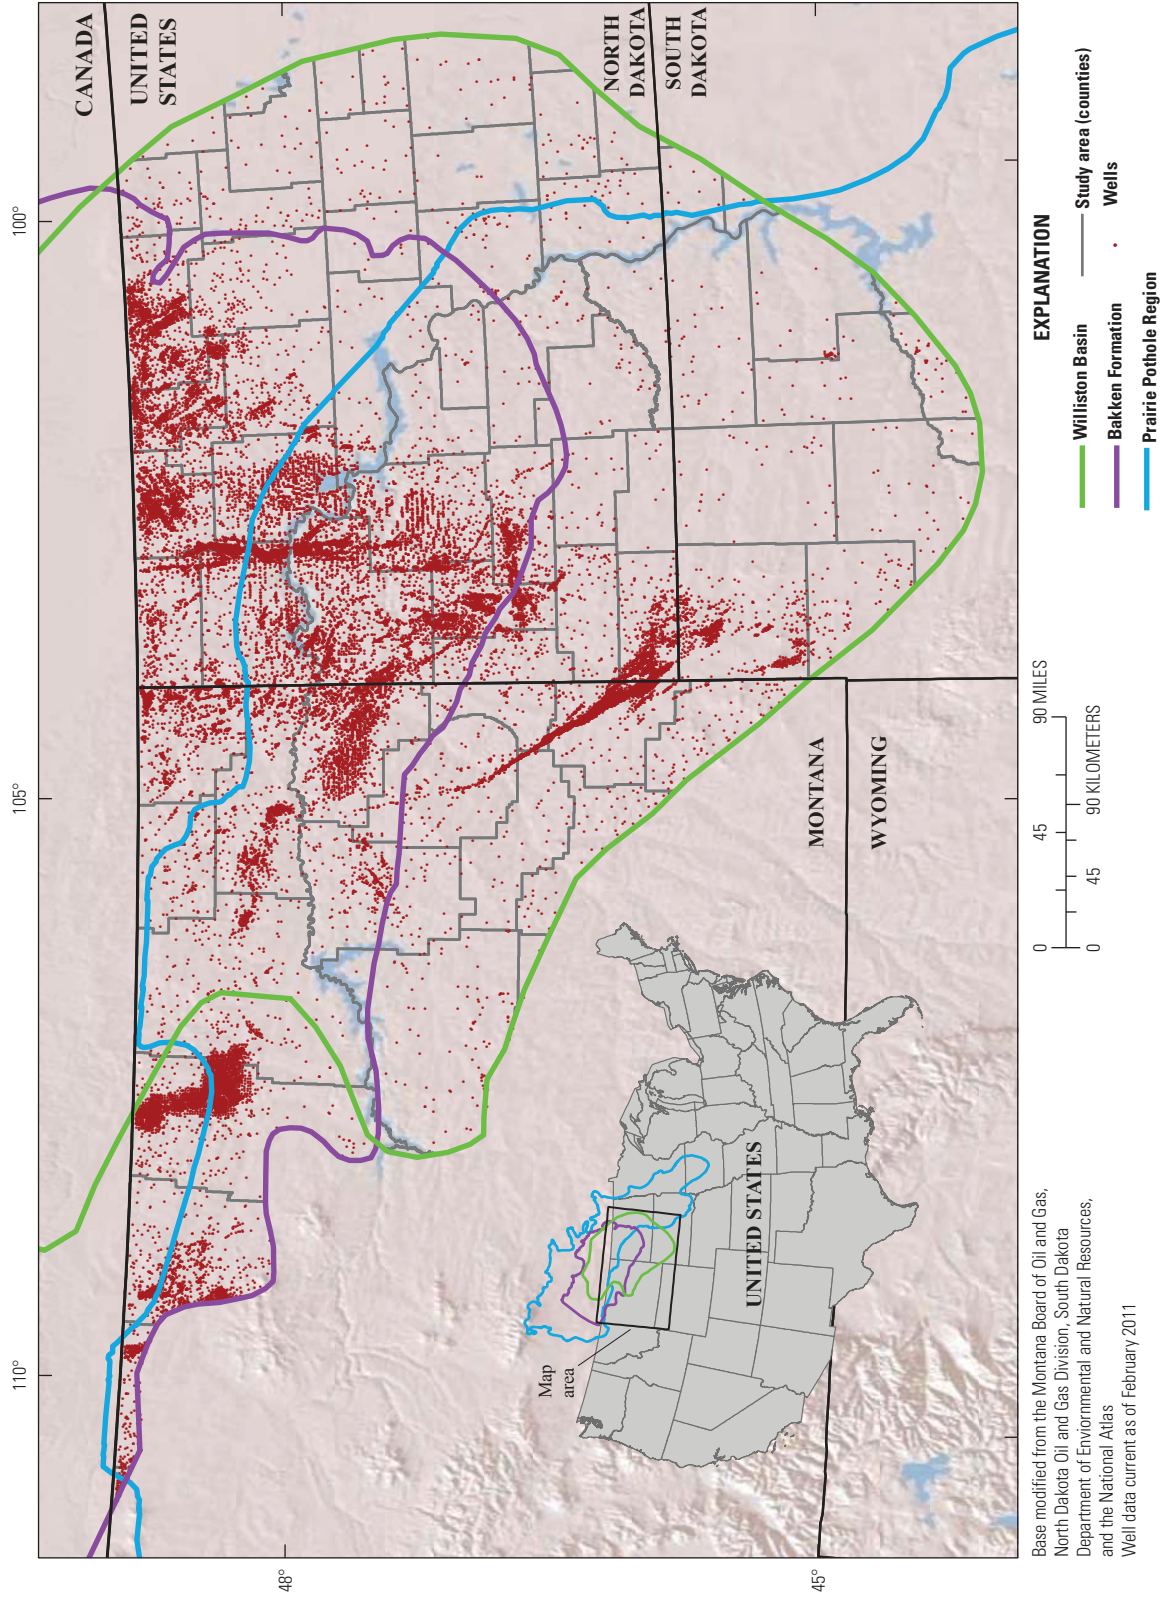 110°
105°
100°
48°
45°
CANADA
UNITED
STATES
NORTH
DAKOTA
SOUTH
DAKOTA
MONTANA
WYOMING
Map
area
UNITED STATES
0
45
90 MILES
0
45
90 KILOMETERS
EXPLANATION
Williston Basin
Bakken Formation
Prairie Pothole Region
Study area (counties)
Wells
Base modified from the Montana Board of Oil and Gas,
North Dakota Oil and Gas Division, South Dakota
Department of Enviornmental and Natural Resources,
and the National Atlas
Well data current as of February 2011